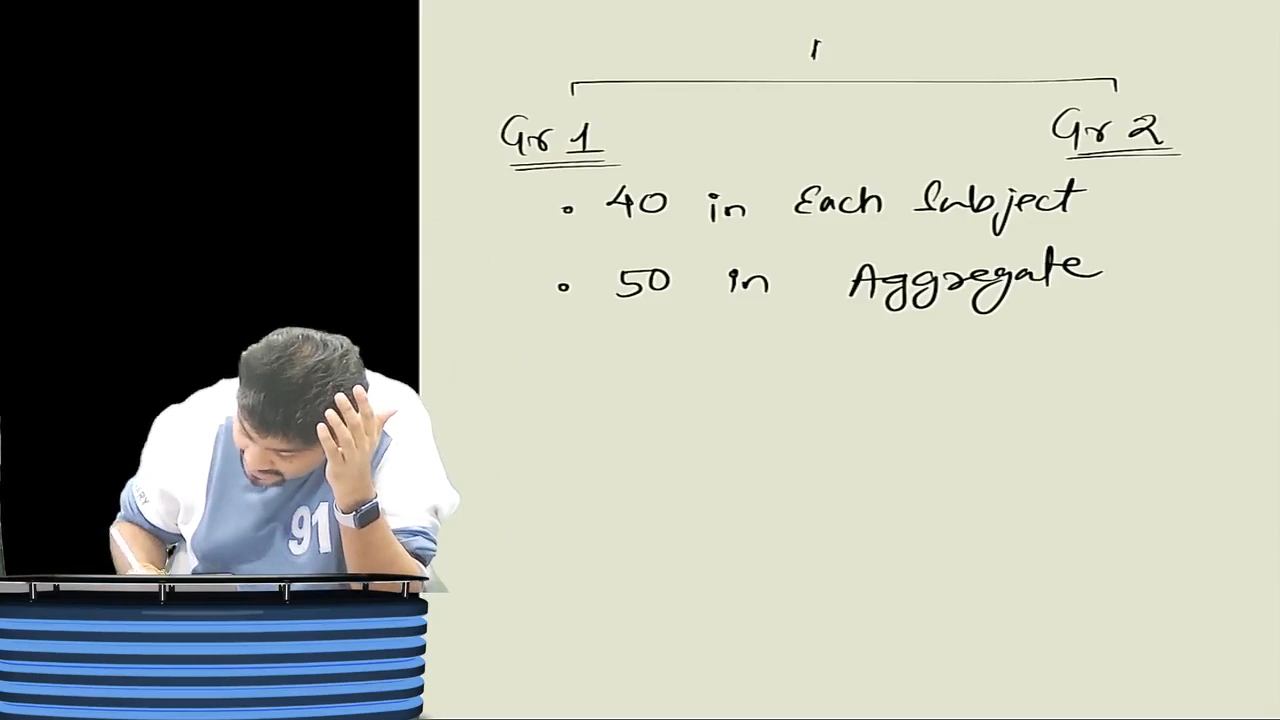 Gr 1 Gr 2
• 40 in Each Subject
• 50 in Aggregate
91